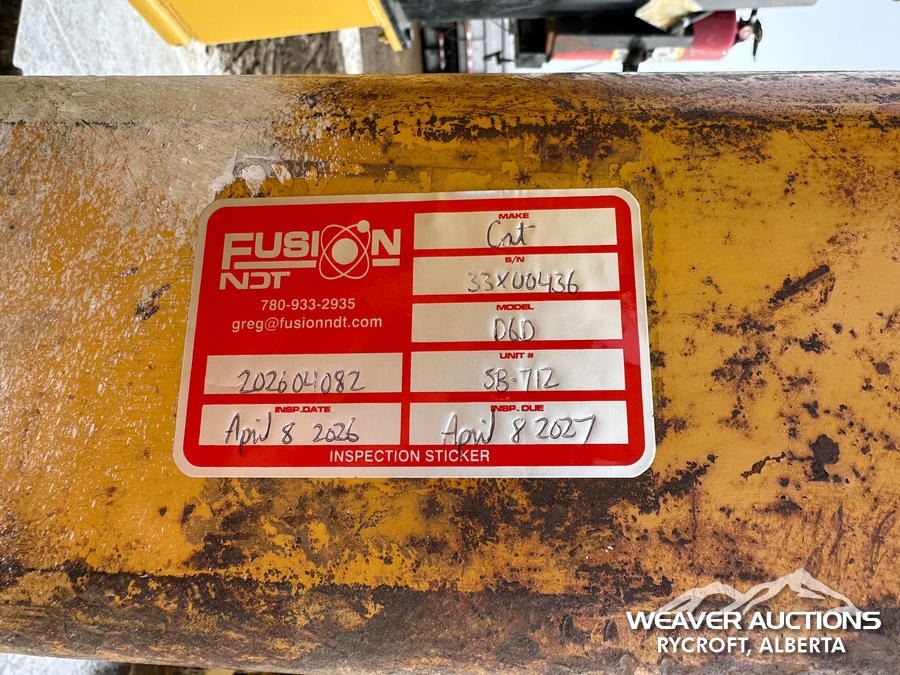 FUSION
NDT
780-933-2935
greg@fusionndt.com
202604082
INSP.DATE
April 8 2026
MAKE
Cat
S/N
33X00436
MODEL
D6D
UNIT #
SB-712
INSP. DUE
April 8 2027
INSPECTION STICKER
WEAVER AUCTIONS
RYCROFT, ALBERTA